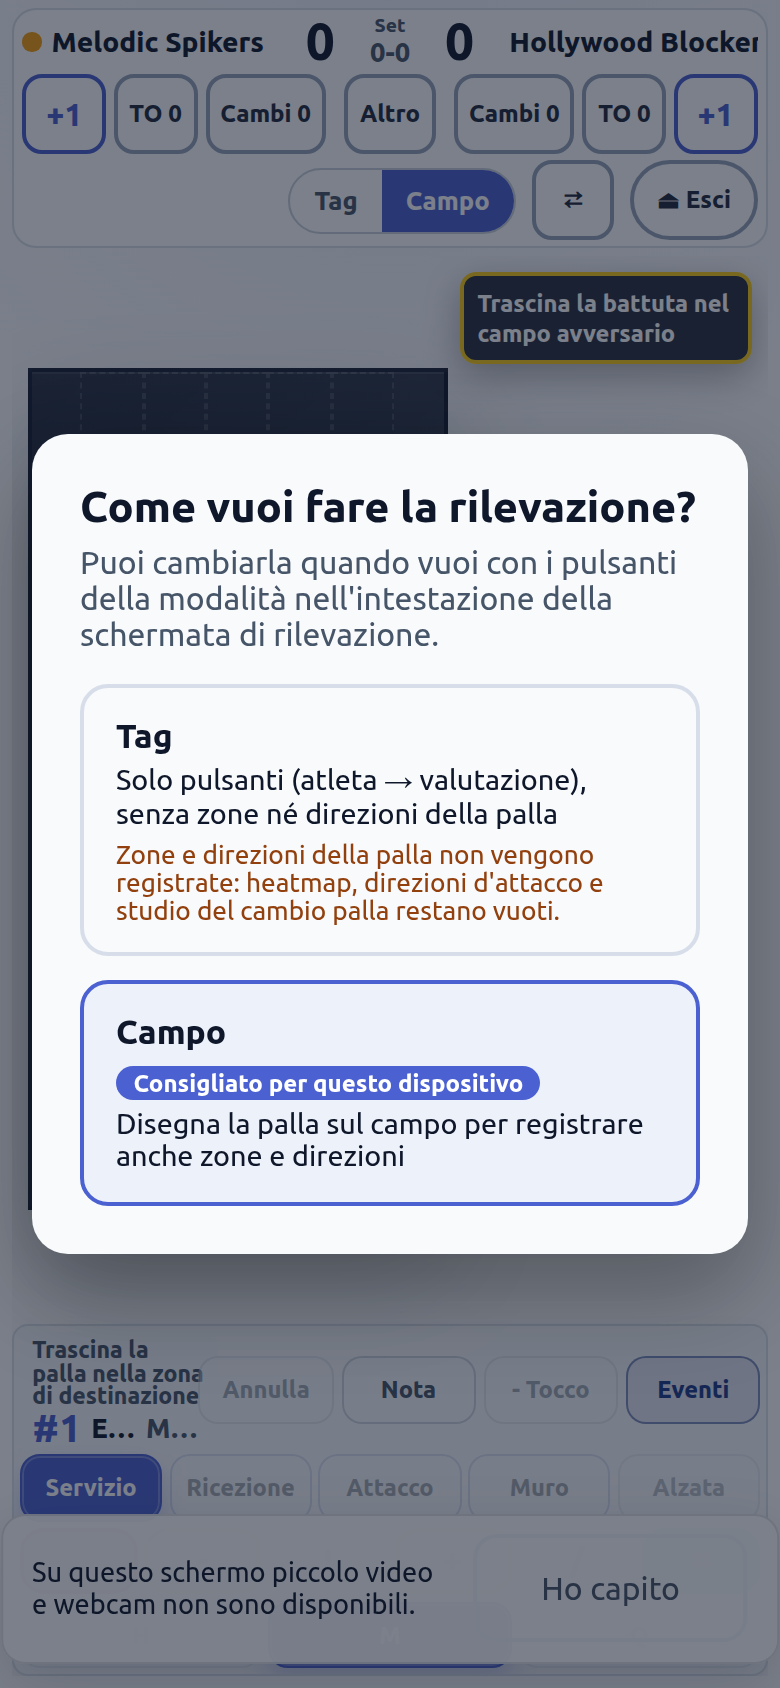 Melodic Spikers 0 Set 0-0 0 Hollywood Blocker
+1 TO 0 Cambi 0 Altro Cambi 0 TO 0 +1
Tag Campo ⇄ ⏏ Esci
Trascina la battuta nel
campo avversario
Come vuoi fare la rilevazione?
Puoi cambiarla quando vuoi con i pulsanti
della modalità nell'intestazione della
schermata di rilevazione.
Tag
Solo pulsanti (atleta → valutazione),
senza zone né direzioni della palla
Zone e direzioni della palla non vengono
registrate: heatmap, direzioni d'attacco e
studio del cambio palla restano vuoti.
Campo
Consigliato per questo dispositivo
Disegna la palla sul campo per registrare
anche zone e direzioni
Trascina la
palla nella zona
di destinazione
#1 E... M...
Annulla Nota - Tocco Eventi
Servizio Ricezione Attacco Muro Alzata
Su questo schermo piccolo video
e webcam non sono disponibili.
Ho capito